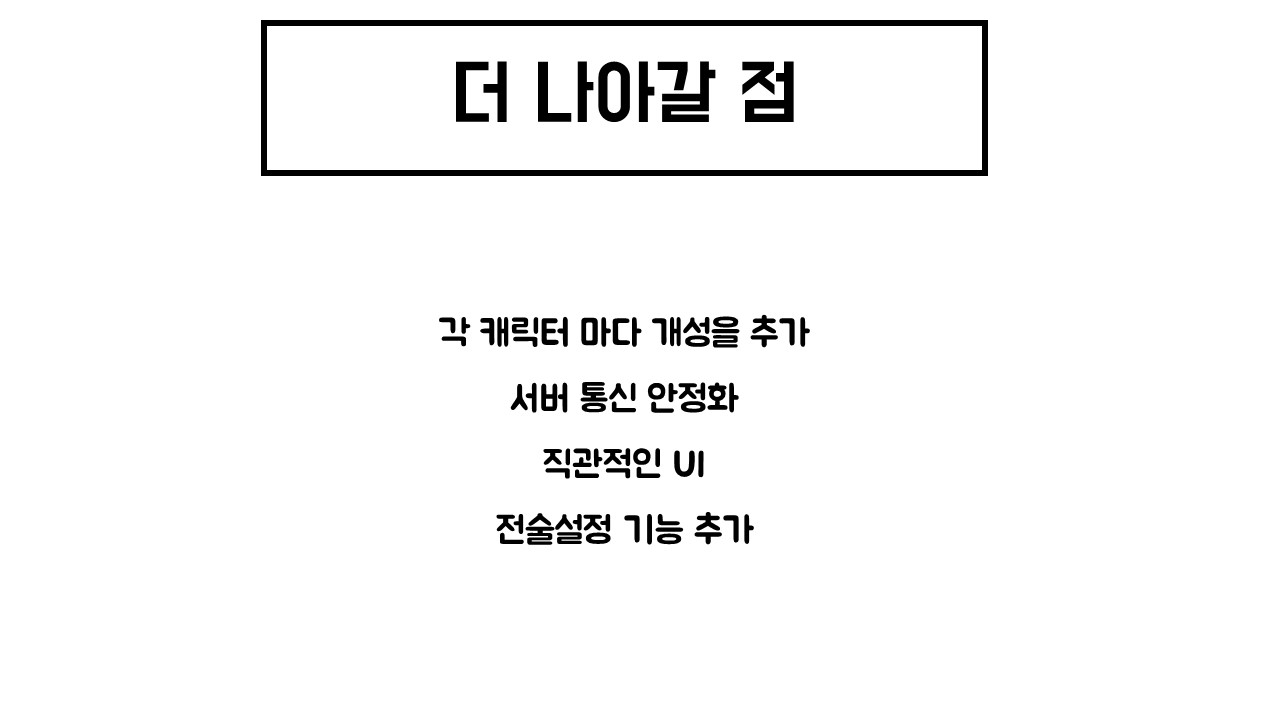 더 나아갈 점
각 캐릭터 마다 개성을 추가
서버 통신 안정화
직관적인 UI
전술설정 기능 추가